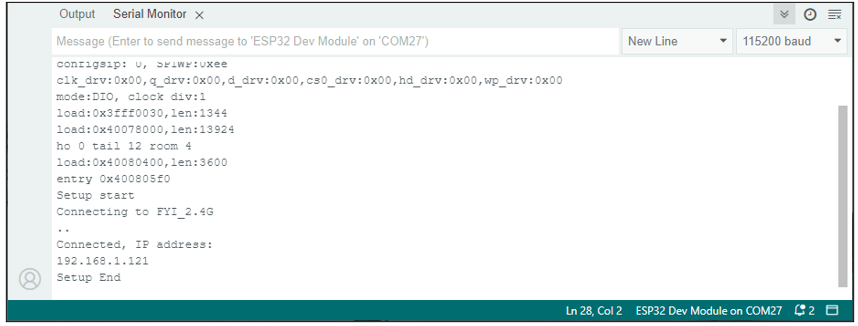 Output Serial Monitor
Message (Enter to send message to 'ESP32 Dev Module' on 'COM27')
New Line
115200 baud
configsip: 0, SPIWP:0xee
clk_drv:0x00,q_drv:0x00,d_drv:0x00,cs0_drv:0x00,hd_drv:0x00,wp_drv:0x00
mode:DIO, clock div:1
load:0x3fff0030,len:1344
load:0x40078000,len:13924
ho 0 tail 12 room 4
load:0x40080400,len:3600
entry 0x400805f0
Setup start
Connecting to FYI_2.4G
..
Connected, IP address:
192.168.1.121
Setup End
Ln 28, Col 2 ESP32 Dev Module on COM27 2